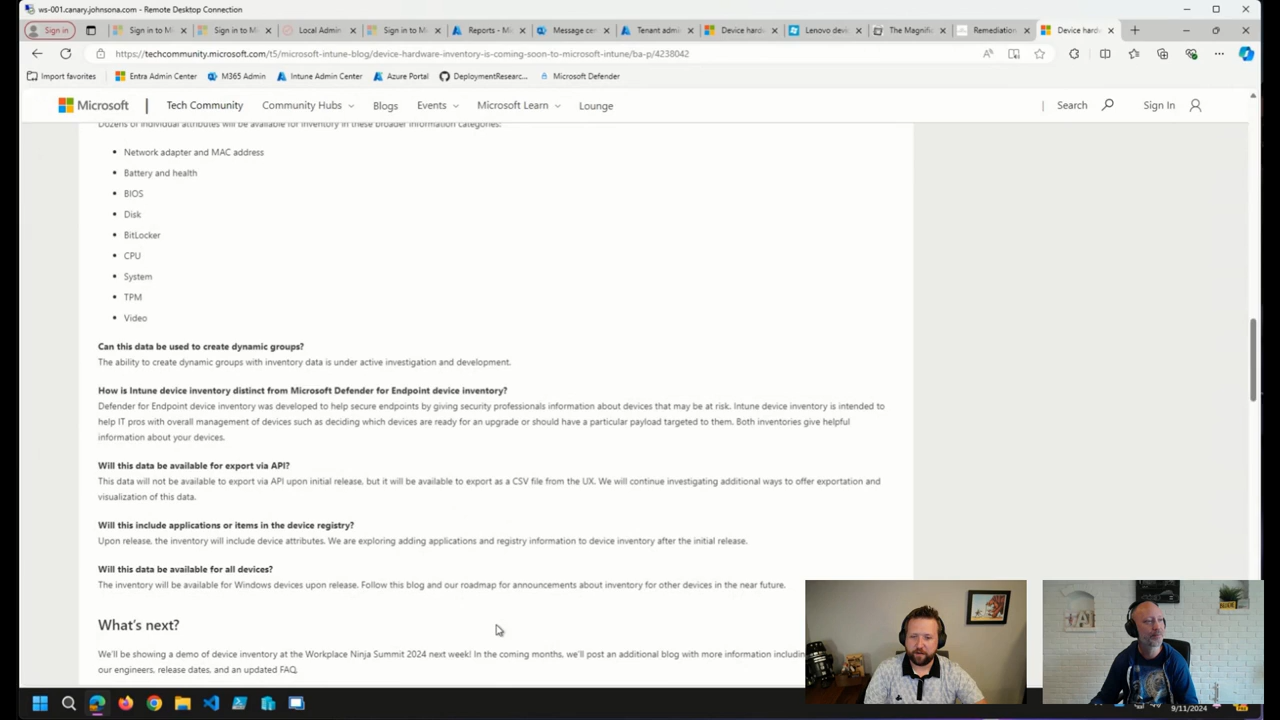 ws-001.canary.johnsona.com - Remote Desktop Connection
Sign in
Sign in to Mi
Sign in to M
Local Admin
Sign in to M
Reports - Mi
Message cen
Tenant adm
Device hard
Lenovo devi
The Magnifi
Remediation
Device hard
https://techcommunity.microsoft.com/t5/microsoft-intune-blog/device-hardware-inventory-is-coming-soon-to-microsoft-intune/ba-p/4238042
Import favorites
Entra Admin Center
M365 Admin
Intune Admin Center
Azure Portal
DeploymentResearc...
Microsoft Defender
Microsoft
Tech Community
Community Hubs
Blogs
Events
Microsoft Learn
Lounge
Search
Sign In
Dozens of individual attributes will be available for inventory in these broader information categories:
• Network adapter and MAC address
• Battery and health
• BIOS
• Disk
• BitLocker
• CPU
• System
• TPM
• Video
Can this data be used to create dynamic groups?
The ability to create dynamic groups with inventory data is under active investigation and development.
How is Intune device inventory distinct from Microsoft Defender for Endpoint device inventory?
Defender for Endpoint device inventory was developed to help secure endpoints by giving security professionals information about devices that may be at risk. Intune device inventory is intended to
help IT pros with overall management of devices such as deciding which devices are ready for an upgrade or should have a particular payload targeted to them. Both inventories give helpful
information about your devices.
Will this data be available for export via API?
This data will not be available to export via API upon initial release, but it will be available to export as a CSV file from the UX. We will continue investigating additional ways to offer exportation and
visualization of this data.
Will this include applications or items in the device registry?
Upon release, the inventory will include device attributes. We are exploring adding applications and registry information to device inventory after the initial release.
Will this data be available for all devices?
The inventory will be available for Windows devices upon release. Follow this blog and our roadmap for announcements about inventory for other devices in the near future.
What's next?
We'll be showing a demo of device inventory at the Workplace Ninja Summit 2024 next week! In the coming months, we'll post an additional blog with more information includin
our engineers, release dates, and an updated FAQ.
9/11/2024